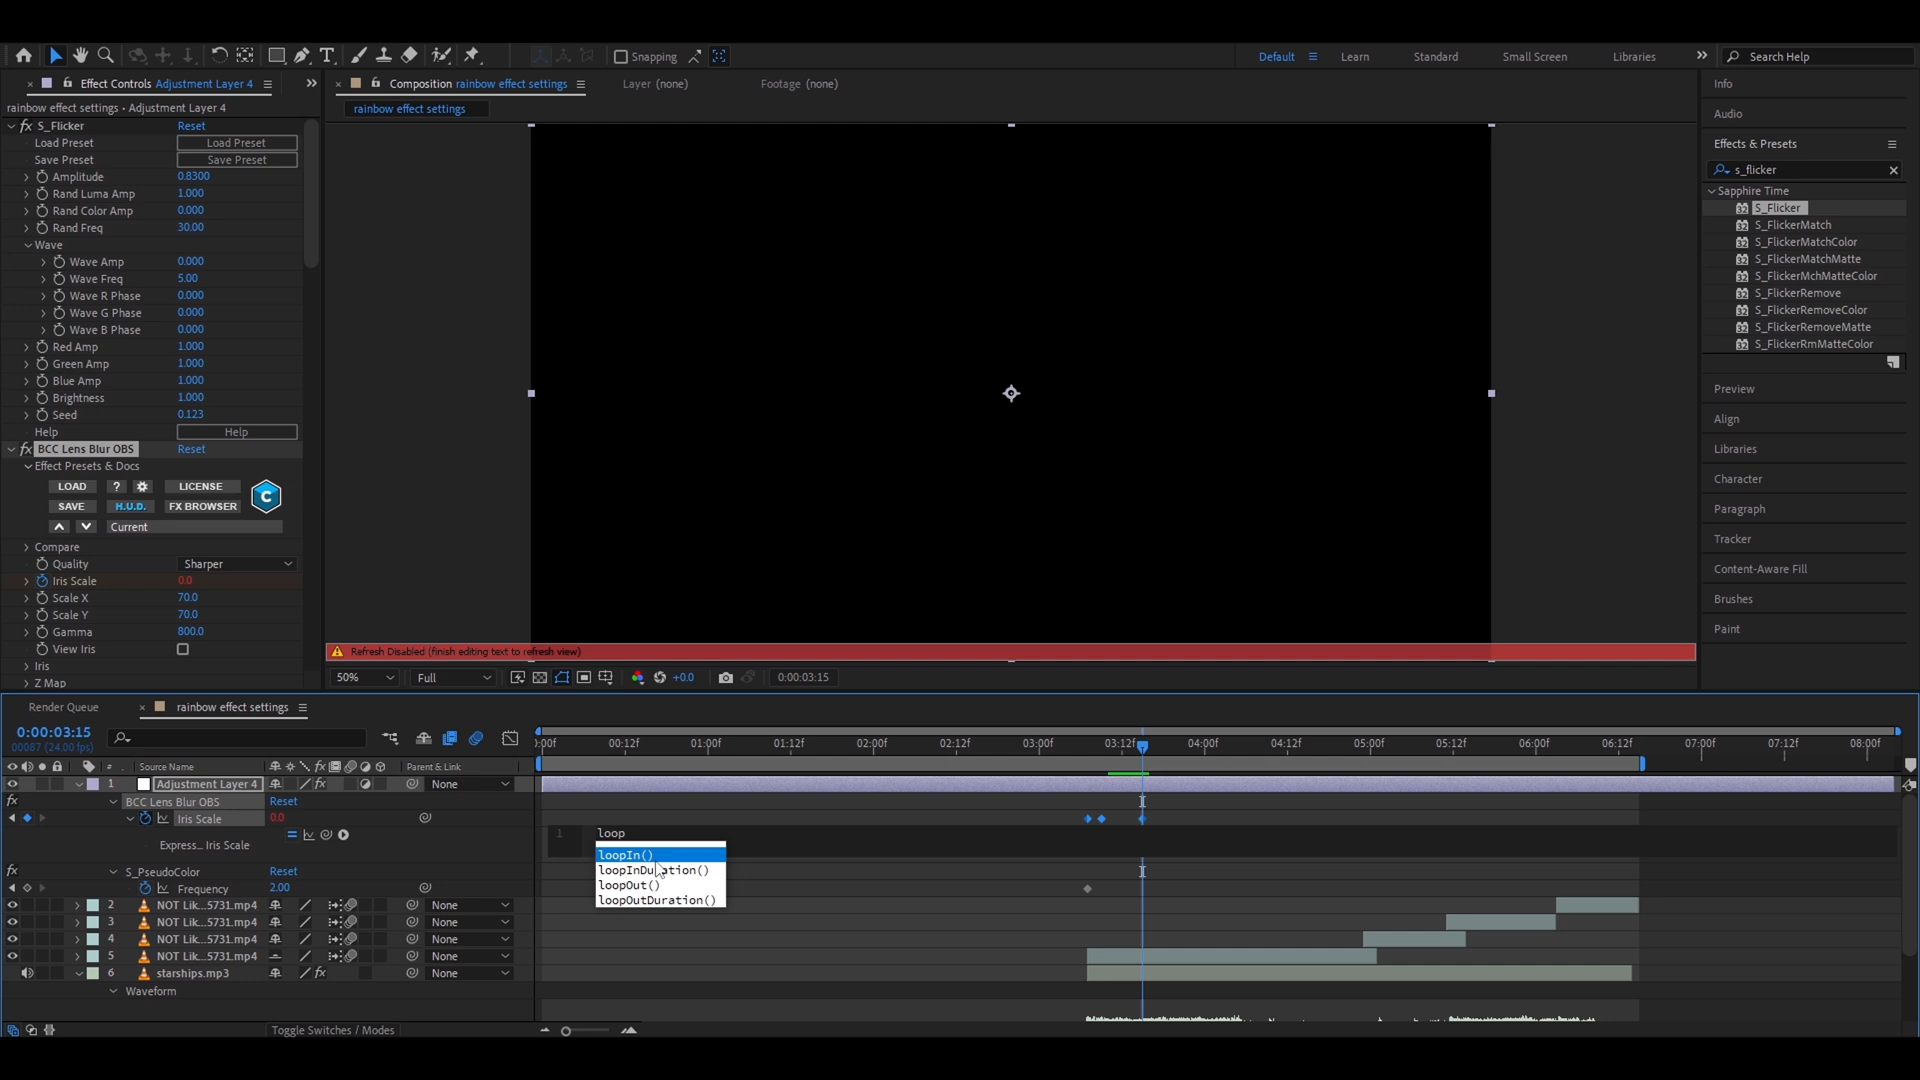 Snapping
Default
Learn
Standard
Small Screen
Libraries
Search Help
Effect Controls Adjustment Layer 4
Composition rainbow effect settings
Layer (none)
Footage (none)
Info
rainbow effect settings • Adjustment Layer 4
rainbow effect settings
Audio
S_Flicker Reset
Load Preset Load Preset
Save Preset Save Preset
Amplitude 0.8300
Rand Luma Amp 1.000
Rand Color Amp 0.000
Rand Freq 30.00
Wave
Wave Amp 0.000
Wave Freq 5.00
Wave R Phase 0.000
Wave G Phase 0.000
Wave B Phase 0.000
Red Amp 1.000
Green Amp 1.000
Blue Amp 1.000
Brightness 1.000
Seed 0.123
Help Help
BCC Lens Blur OBS Reset
Effect Presets & Docs
LOAD ? LICENSE
SAVE H.U.D. FX BROWSER
C
Current
Compare
Quality Sharper
Iris Scale 0.0
Scale X 70.0
Scale Y 70.0
Gamma 800.0
View Iris
Iris
Z Map
Effects & Presets
s_flicker
Sapphire Time
32 S_Flicker
32 S_FlickerMatch
32 S_FlickerMatchColor
32 S_FlickerMatchMatte
32 S_FlickerMchMatteColor
32 S_FlickerRemove
32 S_FlickerRemoveColor
32 S_FlickerRemoveMatte
32 S_FlickerRmMatteColor
Preview
Align
Libraries
Character
Paragraph
Tracker
Content-Aware Fill
Brushes
Paint
Refresh Disabled (finish editing text to refresh view)
50% Full +0.0 0:00:03:15
Render Queue
rainbow effect settings
0:00:03:15
00087 (24.00 fps)
:00f 00:12f 01:00f 01:12f 02:00f 02:12f 03:00f 03:12f 04:00f 04:12f 05:00f 05:12f 06:00f 06:12f 07:00f 07:12f 08:00f
# Source Name fx Parent & Link
1 Adjustment Layer 4 fx None
fx BCC Lens Blur OBS Reset
Iris Scale 0.0
1 loop
Express... Iris Scale
loopIn()
loopInDuration()
loopOut()
loopOutDuration()
fx S_PseudoColor Reset
Frequency 2.00
2 NOT Lik...5731.mp4 None
3 NOT Lik...5731.mp4 None
4 NOT Lik...5731.mp4 None
5 NOT Lik...5731.mp4 None
6 starships.mp3 fx None
Waveform
Toggle Switches / Modes